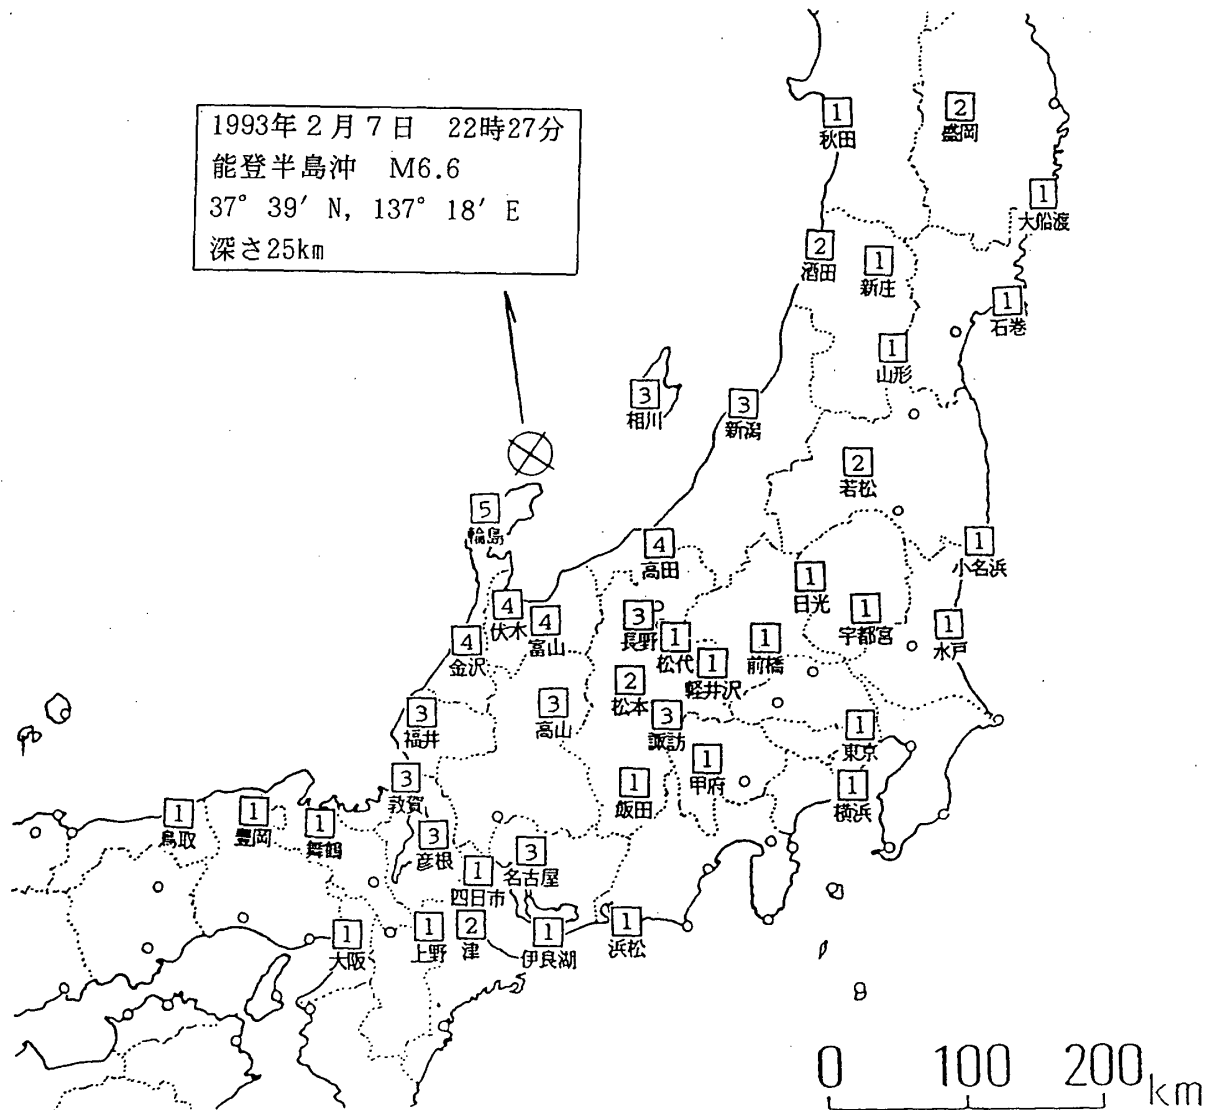 1993年2月7日 22時27分
能登半島沖 M6.6
37° 39′ N, 137° 18′ E
深さ25km
1
秋田
2
盛岡
1
大船渡
2
酒田
1
新庄
1
石巻
1
山形
3
相川
3
新潟
2
若松
5
輪島
4
高田
1
小名浜
1
日光
1
宇都宮
1
水戸
4
伏木
4
富山
4
金沢
3
長野
1
松代
1
軽井沢
1
前橋
2
松本
3
高山
3
諏訪
3
福井
1
東京
1
甲府
1
横浜
3
敦賀
1
飯田
1
鳥取
1
豊岡
1
舞鶴
3
彦根
3
名古屋
1
四日市
1
大阪
1
上野
2
津
1
伊良湖
1
浜松
0 100 200km